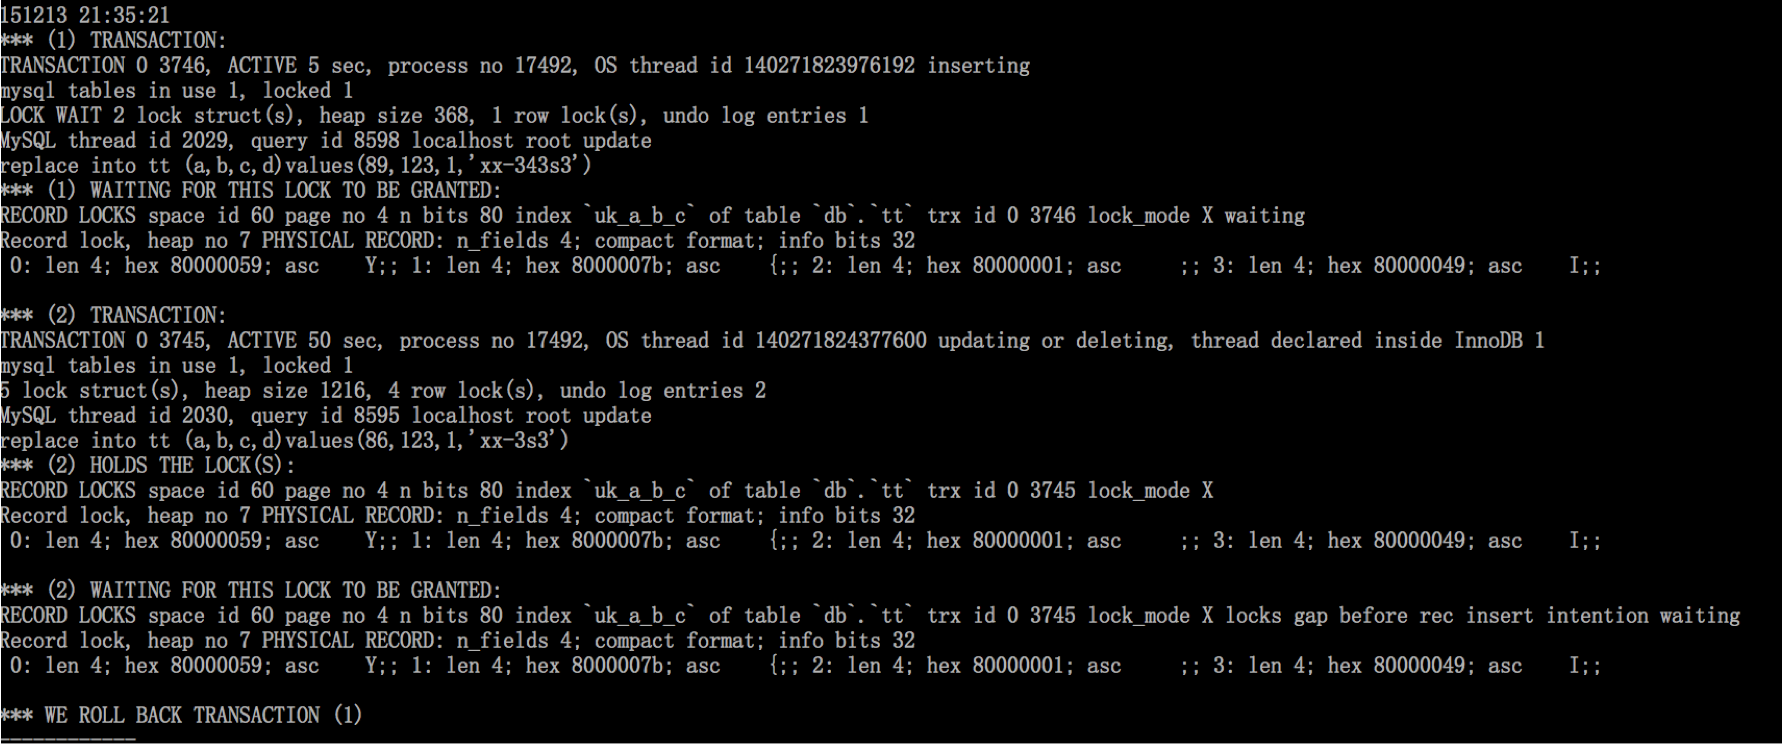 151213 21:35:21
*** (1) TRANSACTION:
TRANSACTION 0 3746, ACTIVE 5 sec, process no 17492, OS thread id 140271823976192 inserting
mysql tables in use 1, locked 1
LOCK WAIT 2 lock struct(s), heap size 368, 1 row lock(s), undo log entries 1
MySQL thread id 2029, query id 8598 localhost root update
replace into tt (a,b,c,d)values(89,123,1,'xx-343s3')
*** (1) WAITING FOR THIS LOCK TO BE GRANTED:
RECORD LOCKS space id 60 page no 4 n bits 80 index `uk_a_b_c` of table `db`.`tt` trx id 0 3746 lock_mode X waiting
Record lock, heap no 7 PHYSICAL RECORD: n_fields 4; compact format; info bits 32
 0: len 4; hex 80000059; asc    Y;; 1: len 4; hex 8000007b; asc    {;; 2: len 4; hex 80000001; asc     ;; 3: len 4; hex 80000049; asc    I;;
*** (2) TRANSACTION:
TRANSACTION 0 3745, ACTIVE 50 sec, process no 17492, OS thread id 140271824377600 updating or deleting, thread declared inside InnoDB 1
mysql tables in use 1, locked 1
5 lock struct(s), heap size 1216, 4 row lock(s), undo log entries 2
MySQL thread id 2030, query id 8595 localhost root update
replace into tt (a,b,c,d)values(86,123,1,'xx-3s3')
*** (2) HOLDS THE LOCK(S):
RECORD LOCKS space id 60 page no 4 n bits 80 index `uk_a_b_c` of table `db`.`tt` trx id 0 3745 lock_mode X
Record lock, heap no 7 PHYSICAL RECORD: n_fields 4; compact format; info bits 32
 0: len 4; hex 80000059; asc    Y;; 1: len 4; hex 8000007b; asc    {;; 2: len 4; hex 80000001; asc     ;; 3: len 4; hex 80000049; asc    I;;
*** (2) WAITING FOR THIS LOCK TO BE GRANTED:
RECORD LOCKS space id 60 page no 4 n bits 80 index `uk_a_b_c` of table `db`.`tt` trx id 0 3745 lock_mode X locks gap before rec insert intention waiting
Record lock, heap no 7 PHYSICAL RECORD: n_fields 4; compact format; info bits 32
 0: len 4; hex 80000059; asc    Y;; 1: len 4; hex 8000007b; asc    {;; 2: len 4; hex 80000001; asc     ;; 3: len 4; hex 80000049; asc    I;;
*** WE ROLL BACK TRANSACTION (1)
------------